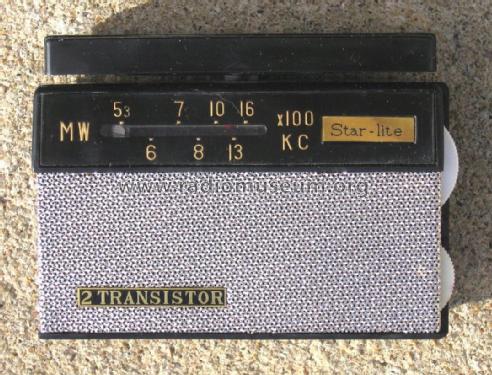 53 7 10 16
MW x100
Star-lite
6 8 13 KC
www.radiomuseum.org
2 TRANSISTOR